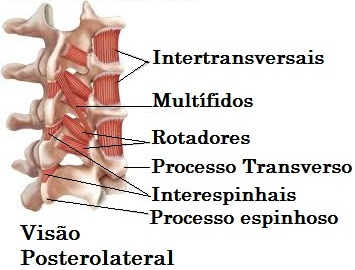 Intertransversais
Multífidos
Rotadores
Processo Transverso
Interespinhais
Processo espinhoso
Visão
Posterolateral